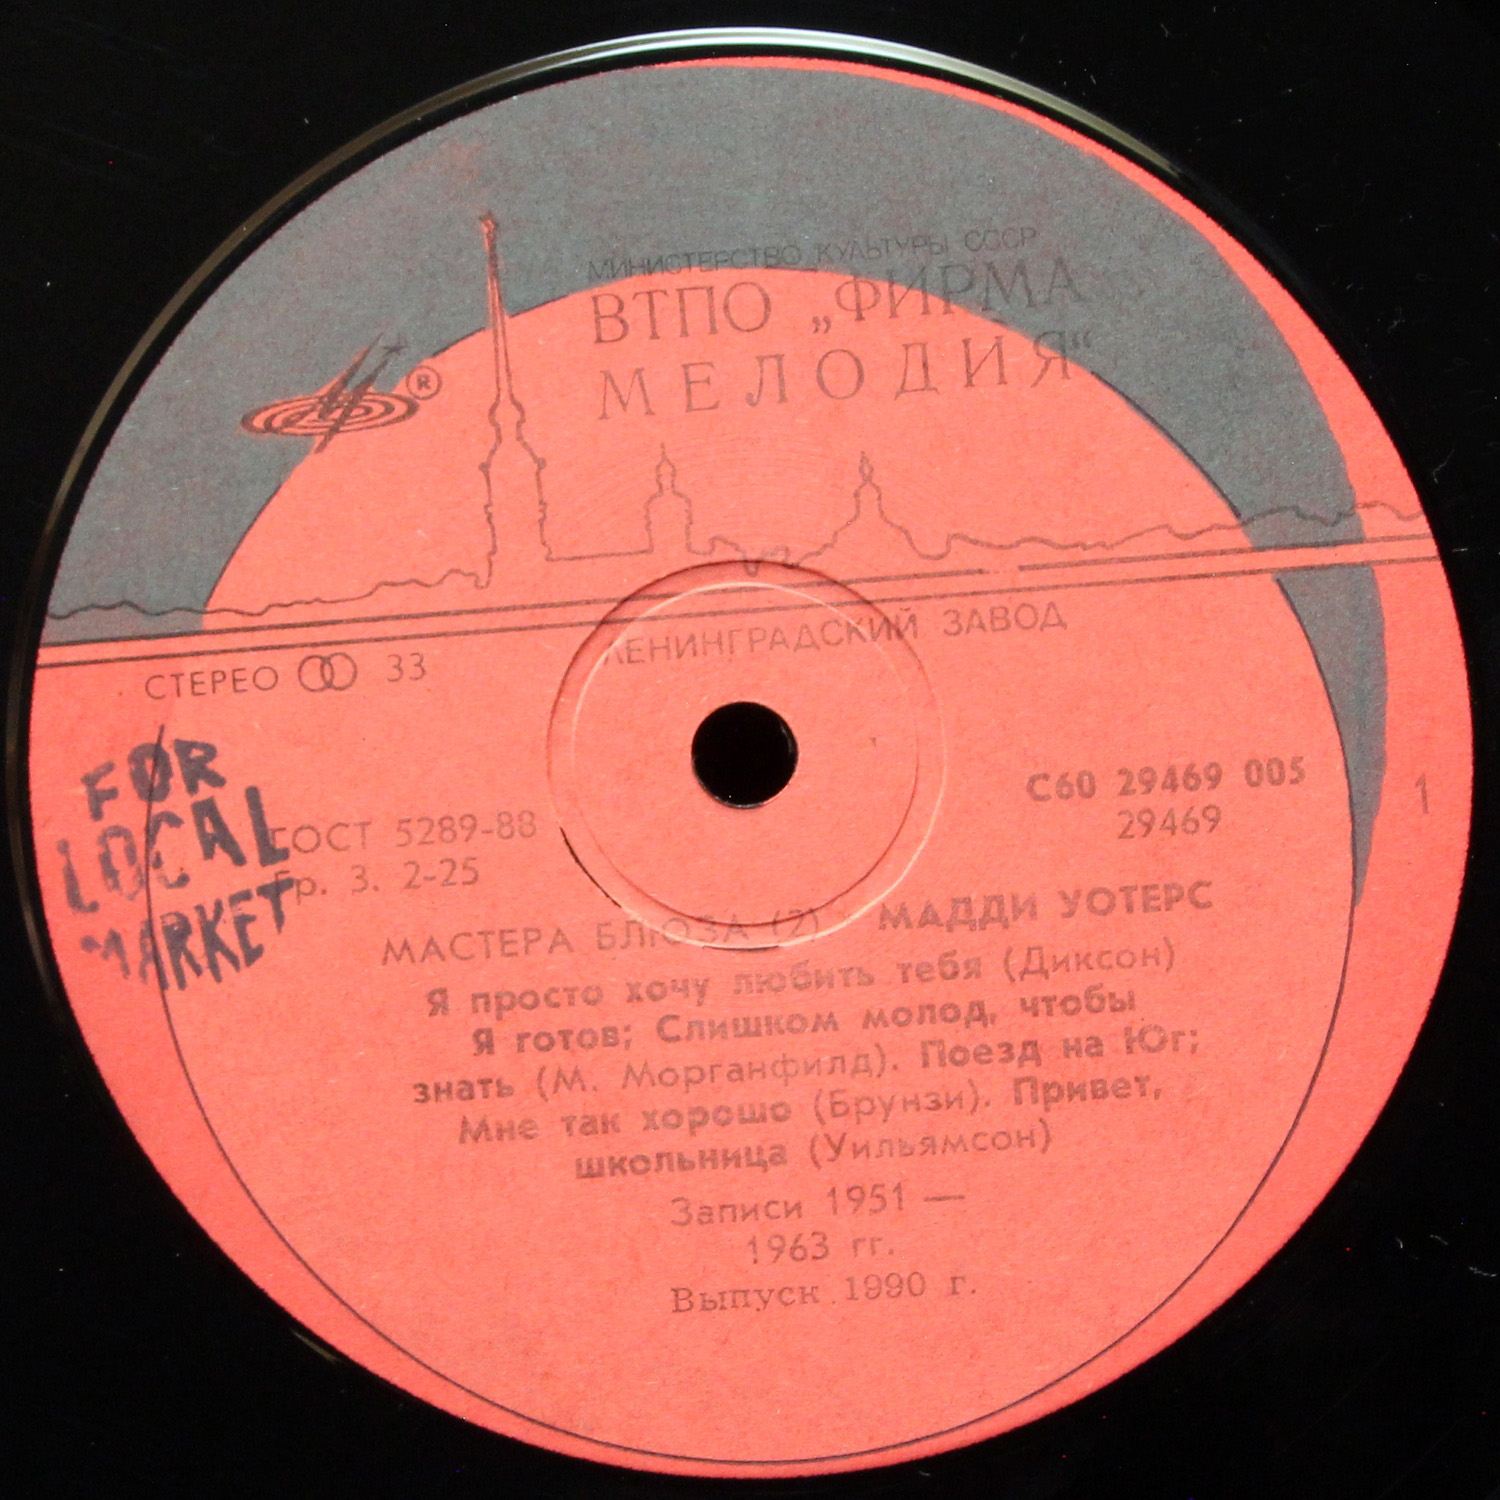 МИНИСТЕРСТВО КУЛЬТУРЫ СССР
ВТПО „ФИРМА
МЕЛОДИЯ“
®
ЛЕНИНГРАДСКИЙ ЗАВОД
СТЕРЕО 33
FOR
LOCAL
MARKET
ГОСТ 5289-88
Гр. 3. 2-25
С60 29469 005
29469
1
МАСТЕРА БЛЮЗА (2). МАДДИ УОТЕРС
Я просто хочу любить тебя (Диксон)
Я готов; Слишком молод, чтобы
знать (М. Морганфилд). Поезд на Юг;
Мне так хорошо (Брунзи). Привет,
школьница (Уильямсон)
Записи 1951 —
1963 гг.
Выпуск 1990 г.